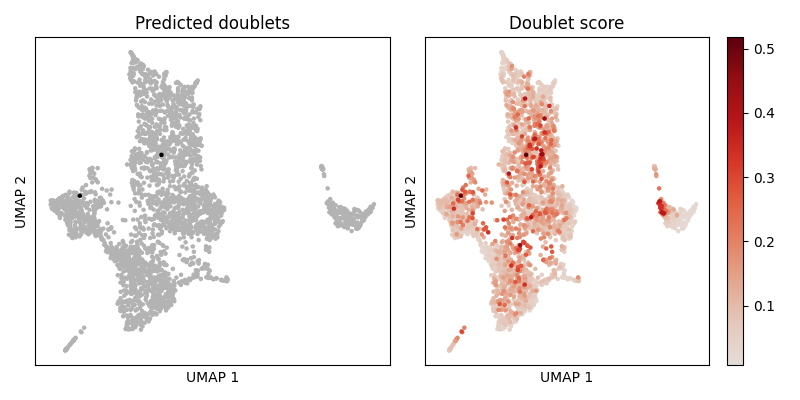 Predicted doublets
Doublet score
UMAP 2
UMAP 1
UMAP 2
UMAP 1
0.5
0.4
0.3
0.2
0.1